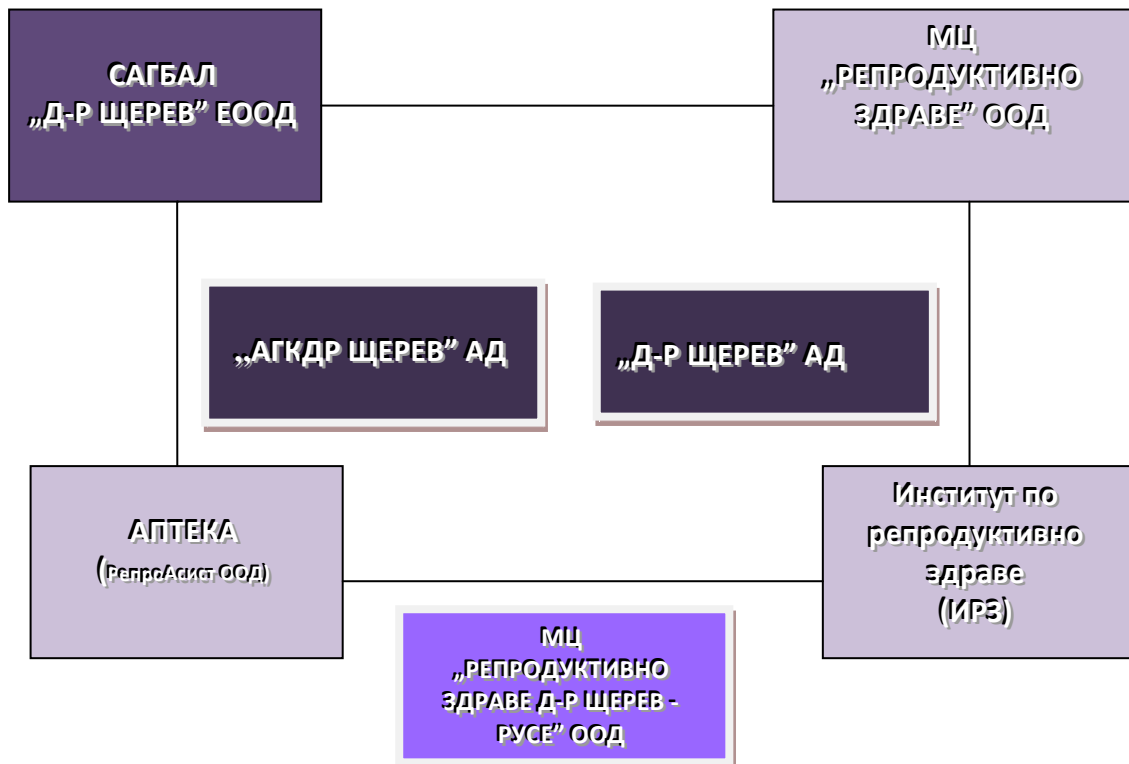 САГБАЛ
„Д-Р ЩЕРЕВ” ЕООД
МЦ
„РЕПРОДУКТИВНО
ЗДРАВЕ” ООД
„АГКДР ЩЕРЕВ” АД
„Д-Р ЩЕРЕВ” АД
АПТЕКА
(РепроАсист ООД)
Институт по
репродуктивно
здраве
(ИРЗ)
МЦ
„РЕПРОДУКТИВНО
ЗДРАВЕ Д-Р ЩЕРЕВ -
РУСЕ” ООД